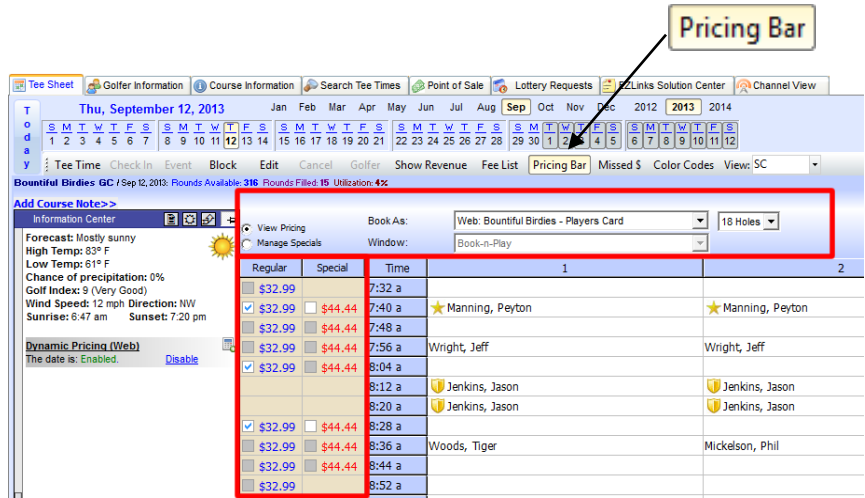 Pricing Bar
Tee Sheet Golfer Information Course Information Search Tee Times Point of Sale Lottery Requests EZLinks Solution Center Channel View
Today
Thu, September 12, 2013 Jan Feb Mar Apr May Jun Jul Aug Sep Oct Nov Dec 2012 2013 2014
S M T W T F S S M T W T F S S M T W T F S S M T W T F S S M T W T F S S M T W T F S
1 2 3 4 5 6 7 8 9 10 11 12 13 14 15 16 17 18 19 20 21 22 23 24 25 26 27 28 29 30 1 2 3 4 5 6 7 8 9 10 11 12
Tee Time Check In Event Block Edit Cancel Golfer Show Revenue Fee List Pricing Bar Missed $ Color Codes View: SC
Bountiful Birdies GC / Sep 12, 2013: Rounds Available: 316 Rounds Filled: 15 Utilization: 4%
Add Course Note>>
Information Center
Forecast: Mostly sunny
High Temp: 83º F
Low Temp: 61º F
Chance of precipitation: 0%
Golf Index: 9 (Very Good)
Wind Speed: 12 mph Direction: NW
Sunrise: 6:47 am Sunset: 7:20 pm
Dynamic Pricing (Web)
The date is: Enabled. Disable
View Pricing Book As: Web: Bountiful Birdies - Players Card 18 Holes
Manage Specials Window: Book-n-Play
Regular Special Time 1 2
$32.99 7:32 a
$32.99 $44.44 7:40 a Manning, Peyton Manning, Peyton
$32.99 $44.44 7:48 a
$32.99 $44.44 7:56 a Wright, Jeff Wright, Jeff
$32.99 $44.44 8:04 a
8:12 a Jenkins, Jason Jenkins, Jason
8:20 a Jenkins, Jason Jenkins, Jason
$32.99 $44.44 8:28 a
$32.99 $44.44 8:36 a Woods, Tiger Mickelson, Phil
$32.99 $44.44 8:44 a
$32.99 8:52 a